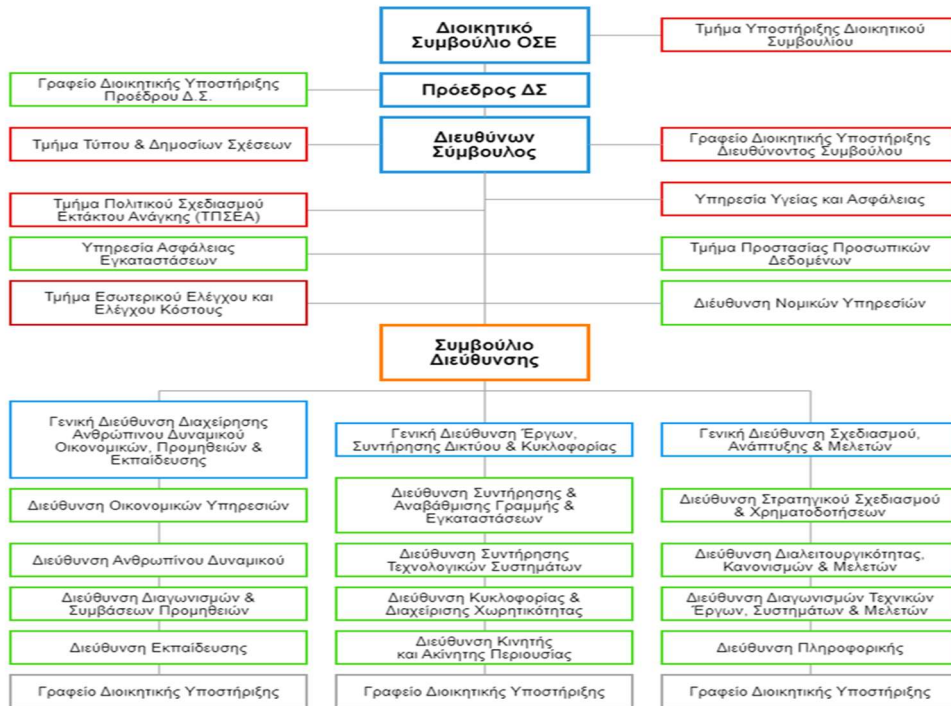 Διοικητικό
Συμβούλιο ΟΣΕ
Τμήμα Υποστήριξης Διοικητικού
Συμβουλίου
Γραφείο Διοικητικής Υποστήριξης
Προέδρου Δ.Σ.
Πρόεδρος ΔΣ
Τμήμα Τύπου & Δημοσίων Σχέσεων
Διευθύνων
Σύμβουλος
Γραφείο Διοικητικής Υποστήριξης
Διευθύνοντος Συμβούλου
Τμήμα Πολιτικού Σχεδιασμού
Εκτάκτου Ανάγκης (ΤΠΣΕΑ)
Υπηρεσία Υγείας και Ασφάλειας
Υπηρεσία Ασφάλειας
Εγκαταστάσεων
Τμήμα Προστασίας Προσωπικών
Δεδομένων
Τμήμα Εσωτερικού Ελέγχου και
Ελέγχου Κόστους
Διέυθυνση Νομικών Υπηρεσίών
Συμβούλιο
Διεύθυνσης
Γενική Διεύθυνση Διαχείρησης
Ανθρώπινου Δυναμικού
Οικονομικών, Προμηθειών &
Εκπαίδευσης
Γενική Διεύθυνση Έργων,
Συντήρησης Δικτύου & Κυκλοφορίας
Γενική Διεύθυνση Σχεδιασμού,
Ανάπτυξης & Μελετών
Διεύθυνση Οικονομικών Υπηρεσιών
Διεύθυνση Συντήρησης &
Αναβάθμισης Γραμμής &
Εγκαταστάσεων
Διεύθυνση Στρατηγικού Σχεδιασμού
& Χρηματοδοτήσεων
Διεύθυνση Ανθρωπίνου Δυναμικού
Διεύθυνση Συντήρησης
Τεχνολογικών Συστημάτων
Διεύθυνση Διαλειτουργικότητας,
Κανονισμών & Μελετών
Διεύθυνση Διαγωνισμών &
Συμβάσεων Προμηθειών
Διεύθυνση Κυκλοφορίας &
Διαχείρισης Χωρητικότητας
Διεύθυνση Διαγωνισμών Τεχνικών
Έργων, Συστημάτων & Μελετών
Διεύθυνση Εκπαίδευσης
Διεύθυνση Κινητής
και Ακίνητης Περιουσίας
Διεύθυνση Πληροφορικής
Γραφείο Διοικητικής Υποστήριξης
Γραφείο Διοικητικής Υποστήριξης
Γραφείο Διοικητικής Υποστήριξης